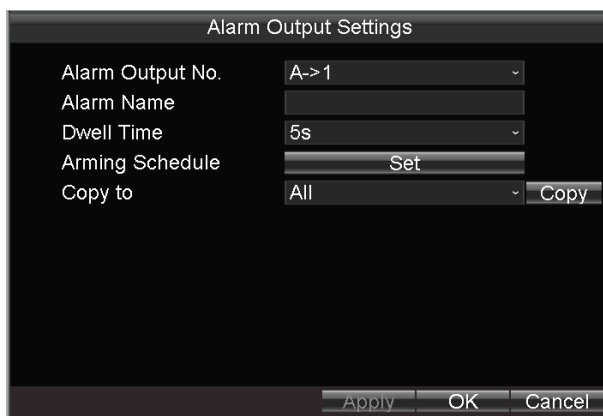 Alarm Output Settings
Alarm Output No. A->1
Alarm Name
Dwell Time 5s
Arming Schedule Set
Copy to All Copy
Apply OK Cancel